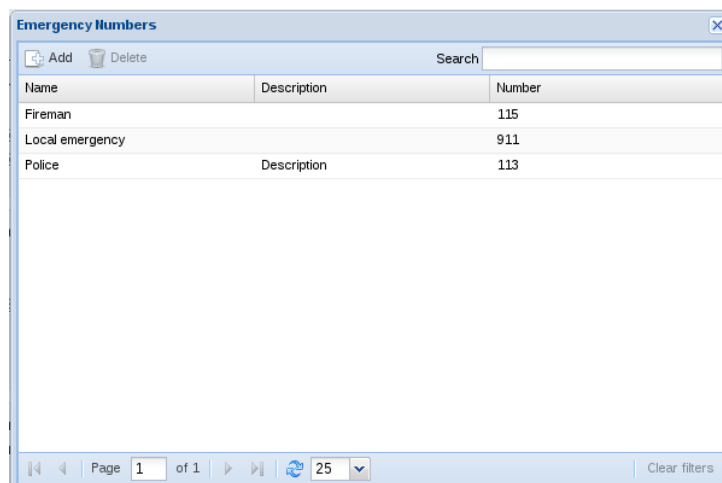 Emergency Numbers
Add Delete Search
Name Description Number
Fireman 115
Local emergency 911
Police Description 113
Page 1 of 1 25 Clear filters